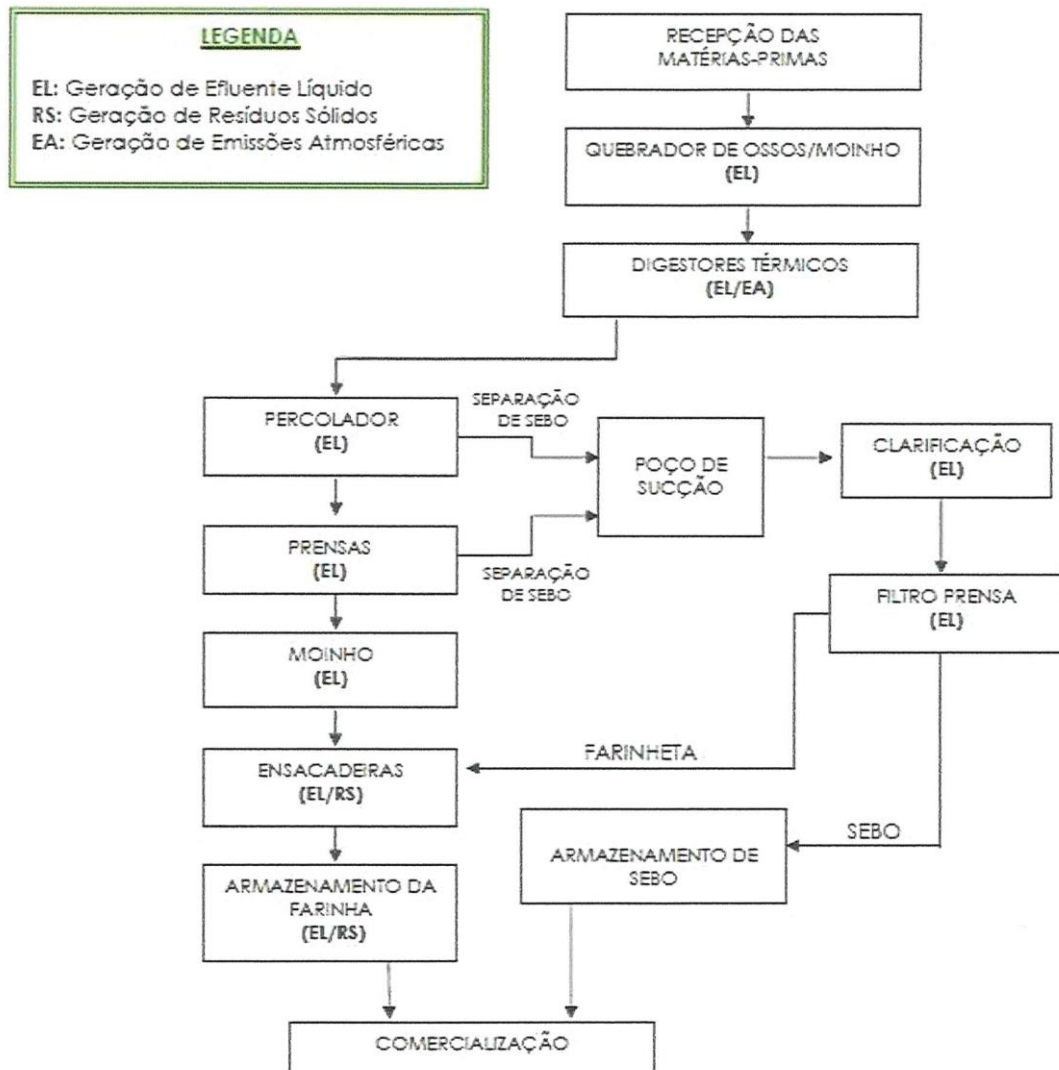 LEGENDA
EL: Geração de Efluente Líquido
RS: Geração de Resíduos Sólidos
EA: Geração de Emissões Atmosféricas
RECEPÇÃO DAS
MATÉRIAS-PRIMAS
QUEBRADOR DE OSSOS/MOINHO
(EL)
DIGESTORES TÉRMICOS
(EL/EA)
PERCOLADOR
(EL)
SEPARAÇÃO
DE SEBO
POÇO DE
SUCÇÃO
CLARIFICAÇÃO
(EL)
PRENSAS
(EL)
SEPARAÇÃO
DE SEBO
FILTRO PRENSA
(EL)
MOINHO
(EL)
ENSACADEIRAS
(EL/RS)
FARINHETA
SEBO
ARMAZENAMENTO DE
SEBO
ARMAZENAMENTO DA
FARINHA
(EL/RS)
COMERCIALIZAÇÃO